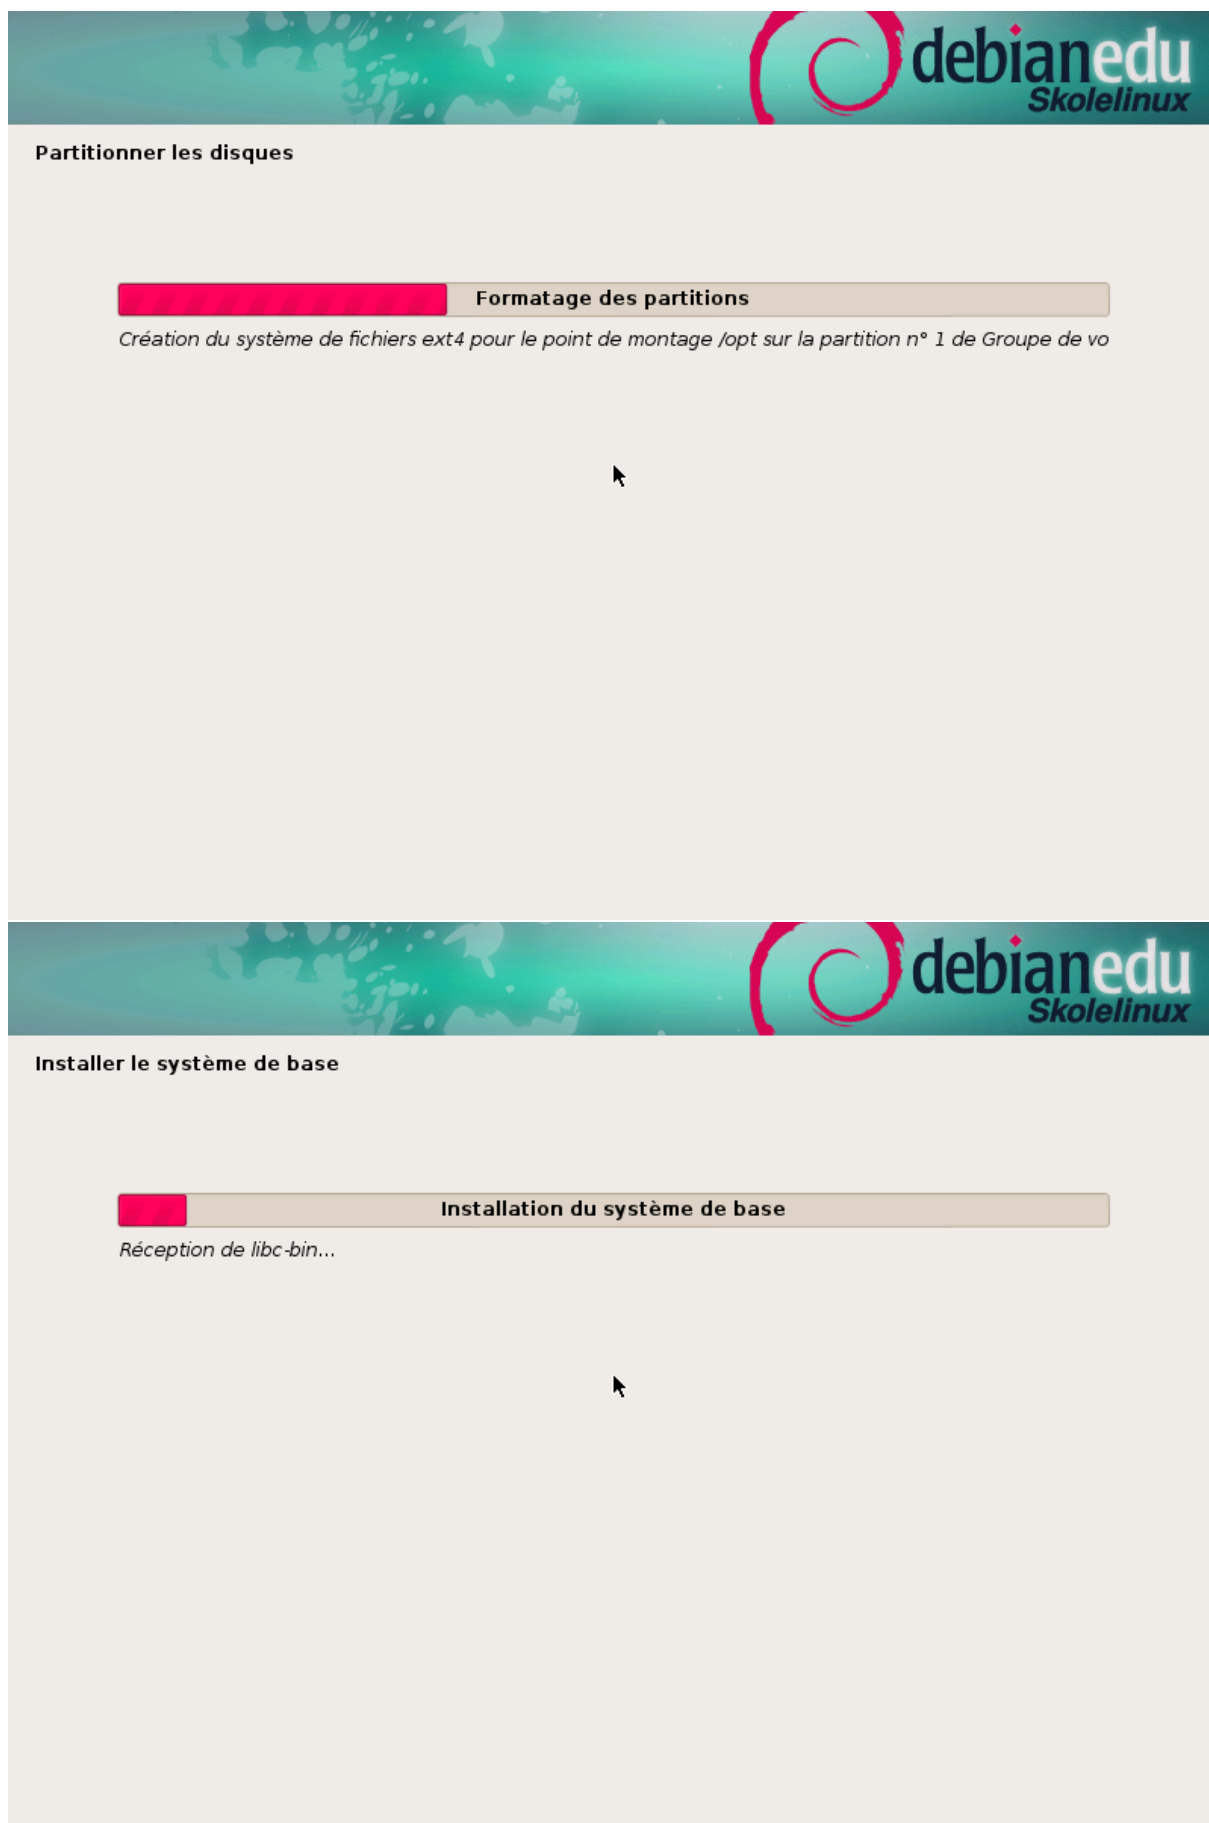 debianedu
Skolelinux
Partitionner les disques
Formatage des partitions
Création du système de fichiers ext4 pour le point de montage /opt sur la partition n° 1 de Groupe de vo
debianedu
Skolelinux
Installer le système de base
Installation du système de base
Réception de libc-bin...